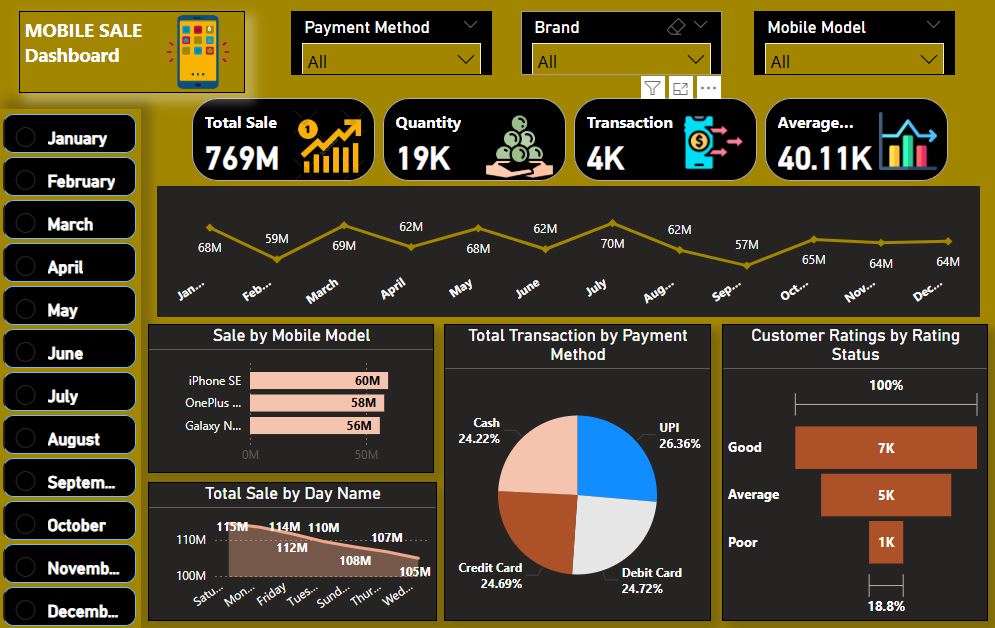 MOBILE SALE
Dashboard
Payment Method
All
Brand
All
Mobile Model
All
January
February
March
April
May
June
July
August
Septem...
October
Novemb...
Decemb...
Total Sale
769M
1
Quantity
19K
Transaction
4K
$
Average...
40.11K
68M
59M
69M
62M
68M
62M
70M
62M
57M
65M
64M
64M
Jan...
Feb...
March
April
May
June
July
Aug...
Sep...
Oct...
Nov...
Dec...
Sale by Mobile Model
iPhone SE
60M
OnePlus ...
58M
Galaxy N...
56M
0M
50M
Total Sale by Day Name
110M
100M
115M
114M
112M
110M
108M
107M
105M
Satu...
Mon...
Friday
Tues...
Sund...
Thur...
Wed...
Total Transaction by Payment
Method
Cash
24.22%
UPI
26.36%
Credit Card
24.69%
Debit Card
24.72%
Customer Ratings by Rating
Status
100%
Good
7K
Average
5K
Poor
1K
18.8%